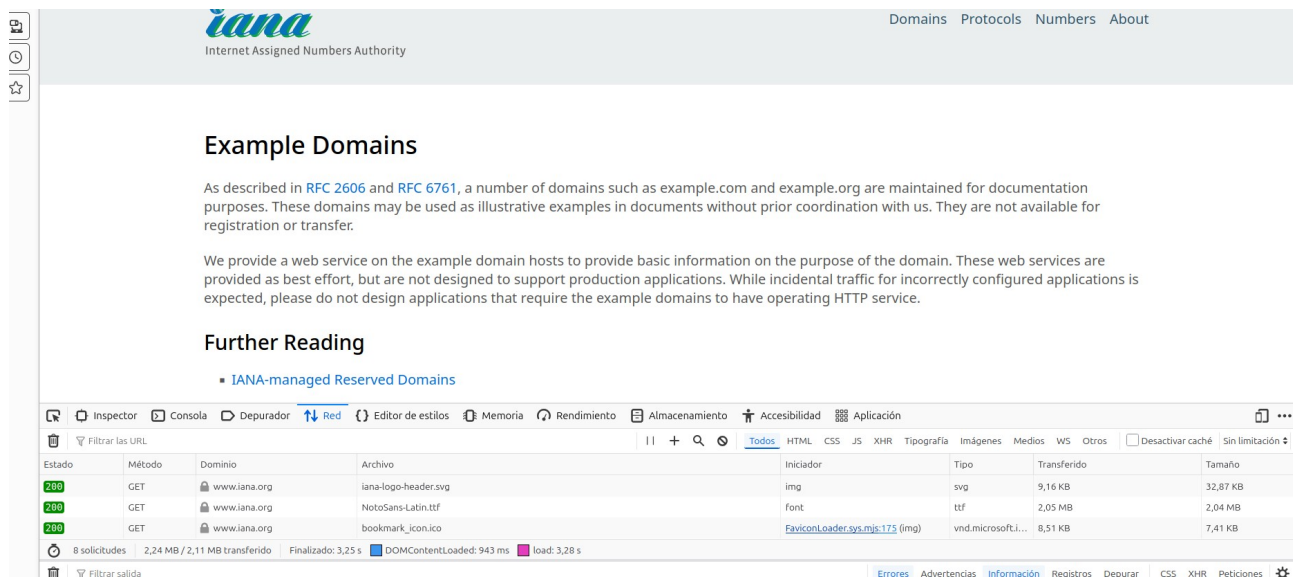 iana
Internet Assigned Numbers Authority
Domains Protocols Numbers About
Example Domains
As described in RFC 2606 and RFC 6761, a number of domains such as example.com and example.org are maintained for documentation
purposes. These domains may be used as illustrative examples in documents without prior coordination with us. They are not available for
registration or transfer.
We provide a web service on the example domain hosts to provide basic information on the purpose of the domain. These web services are
provided as best effort, but are not designed to support production applications. While incidental traffic for incorrectly configured applications is
expected, please do not design applications that require the example domains to have operating HTTP service.
Further Reading
▪ IANA-managed Reserved Domains
Inspector Consola Depurador Red Editor de estilos Memoria Rendimiento Almacenamiento Accesibilidad Aplicación
Filtrar las URL Todos HTML CSS JS XHR Tipografía Imágenes Medios WS Otros Desactivar caché Sin limitación
Estado Método Dominio Archivo Iniciador Tipo Transferido Tamaño
200 GET www.iana.org iana-logo-header.svg img svg 9,16 KB 32,87 KB
200 GET www.iana.org NotoSans-Latin.ttf font ttf 2,05 MB 2,04 MB
200 GET www.iana.org bookmark_icon.ico FaviconLoader.sys.mjs:175 (img) vnd.microsoft.i... 8,51 KB 7,41 KB
8 solicitudes 2,24 MB / 2,11 MB transferido Finalizado: 3,25 s DOMContentLoaded: 943 ms load: 3,28 s
Filtrar salida Errores Advertencias Información Registros Depurar CSS XHR Peticiones